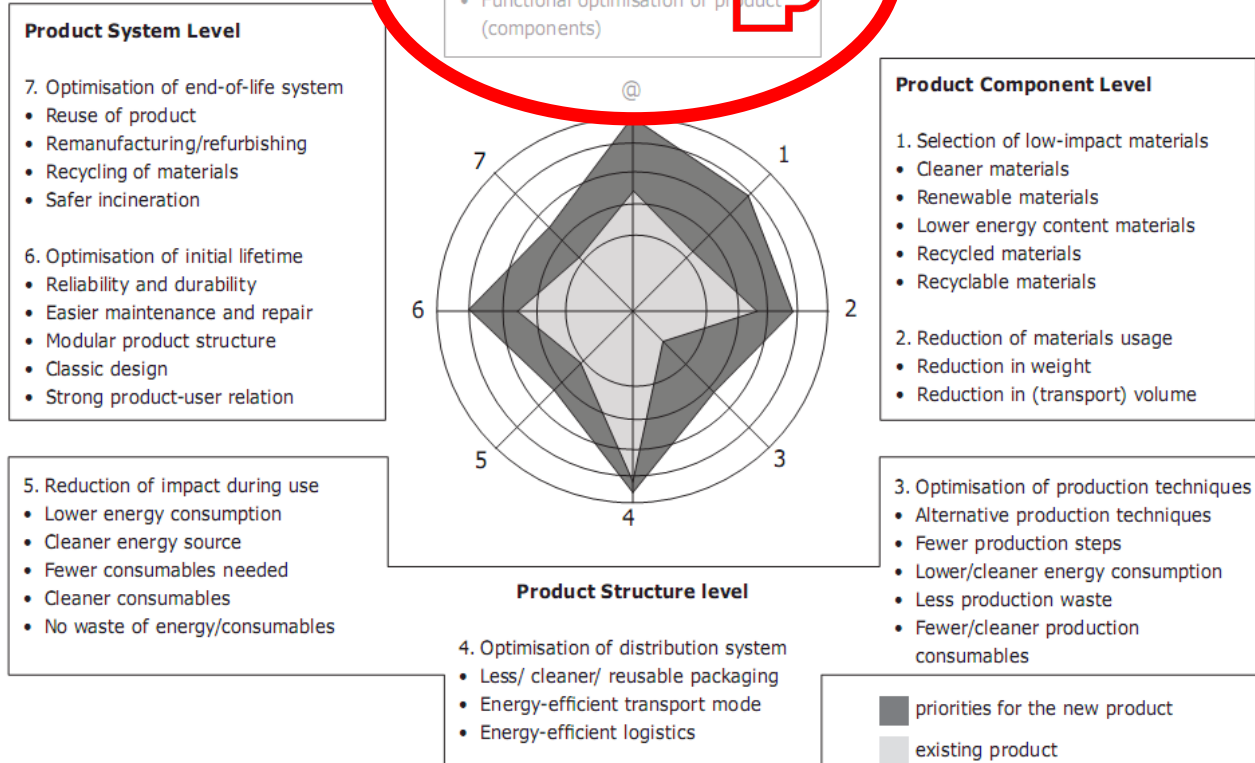 • Functional optimisation of product
(components)
@
Product System Level
7. Optimisation of end-of-life system
• Reuse of product
• Remanufacturing/refurbishing
• Recycling of materials
• Safer incineration
6. Optimisation of initial lifetime
• Reliability and durability
• Easier maintenance and repair
• Modular product structure
• Classic design
• Strong product-user relation
7
1
6
2
5
3
4
Product Component Level
1. Selection of low-impact materials
• Cleaner materials
• Renewable materials
• Lower energy content materials
• Recycled materials
• Recyclable materials
2. Reduction of materials usage
• Reduction in weight
• Reduction in (transport) volume
5. Reduction of impact during use
• Lower energy consumption
• Cleaner energy source
• Fewer consumables needed
• Cleaner consumables
• No waste of energy/consumables
Product Structure level
4. Optimisation of distribution system
• Less/ cleaner/ reusable packaging
• Energy-efficient transport mode
• Energy-efficient logistics
3. Optimisation of production techniques
• Alternative production techniques
• Fewer production steps
• Lower/cleaner energy consumption
• Less production waste
• Fewer/cleaner production
consumables
priorities for the new product
existing product